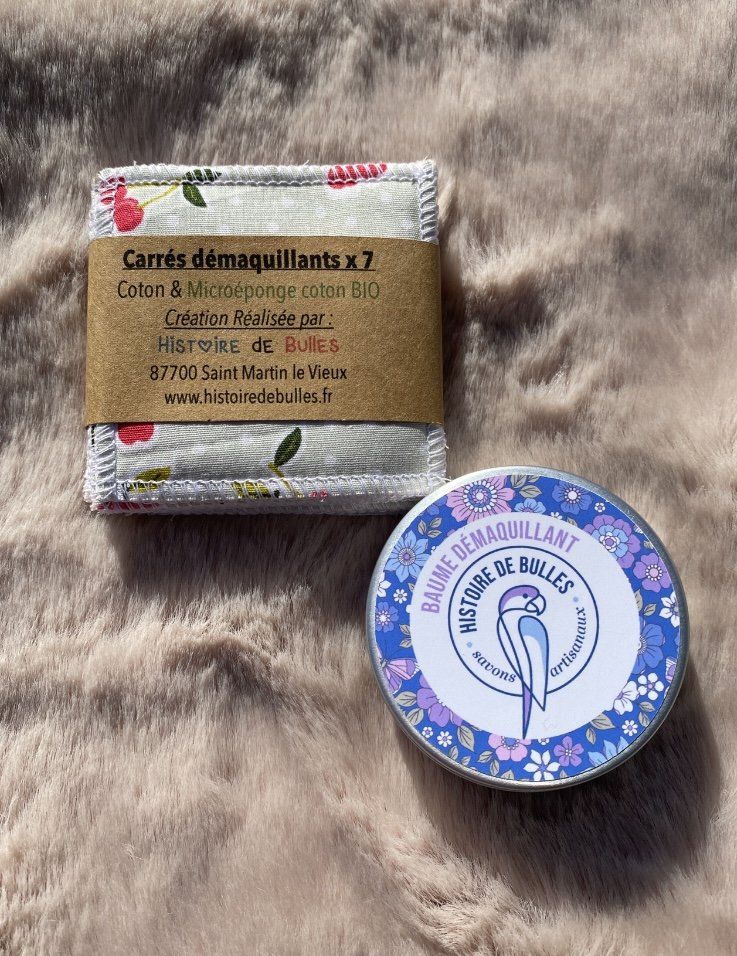 Carrés démaquillants x 7
Coton & Microéponge coton BIO
Création Réalisée par :
HisToiRE dE BullEs
87700 Saint Martin le Vieux
www.histoiredebulles.fr
BAUME DÉMAQUILLANT
HISTOIRE DE BULLES
savons artisanaux